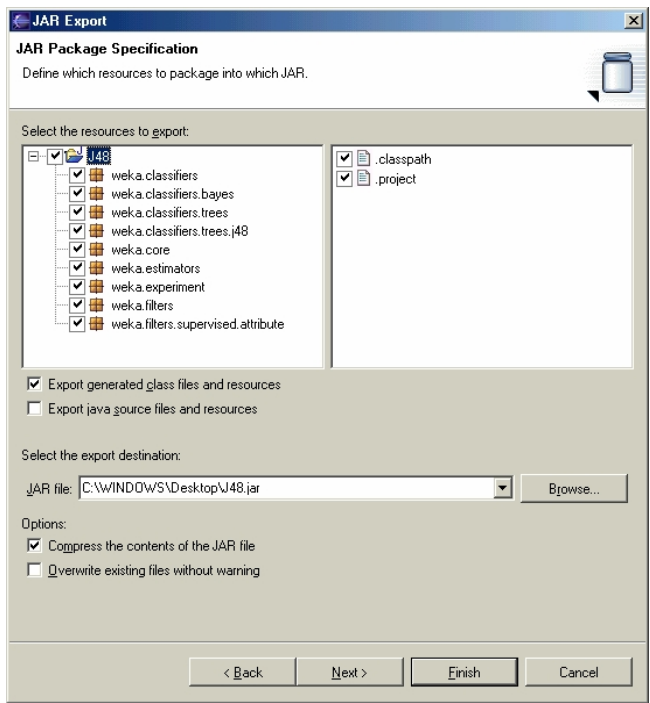 JAR Export
JAR Package Specification
Define which resources to package into which JAR.
Select the resources to export:
J48
weka.classifiers
weka.classifiers.bayes
weka.classifiers.trees
weka.classifiers.trees.j48
weka.core
weka.estimators
weka.experiment
weka.filters
weka.filters.supervised.attribute
.classpath
.project
Export generated class files and resources
Export java source files and resources
Select the export destination:
JAR file: C:\WINDOWS\Desktop\J48.jar
Browse...
Options:
Compress the contents of the JAR file
Overwrite existing files without warning
< Back
Next >
Finish
Cancel